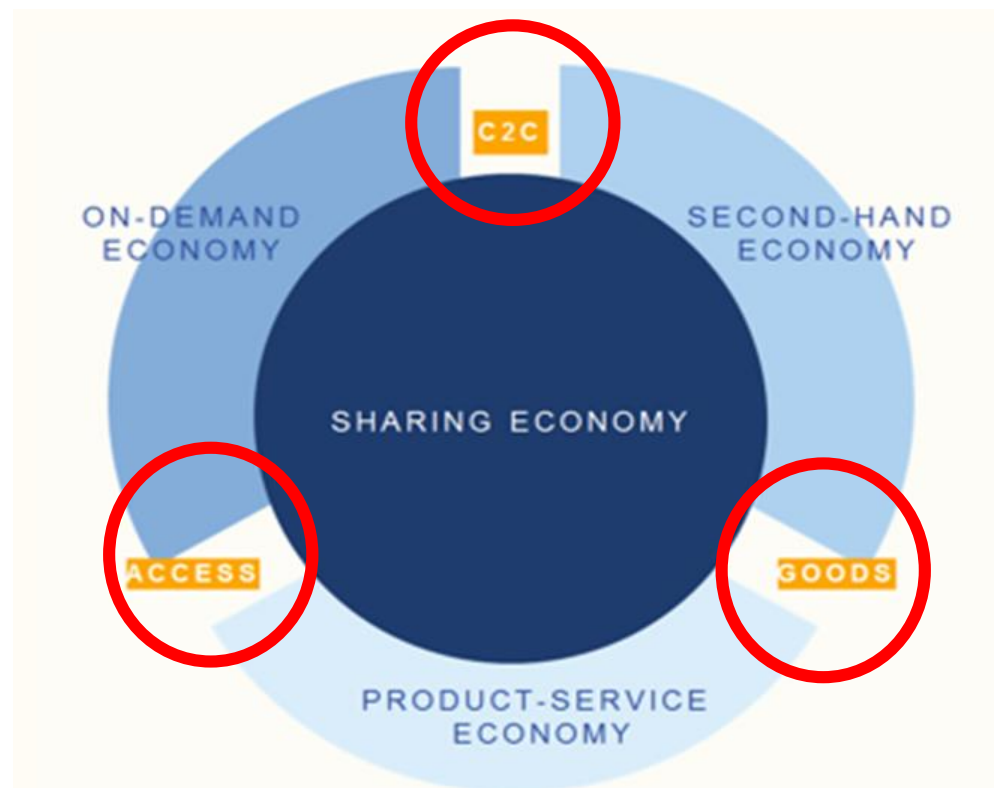 C2C
ON-DEMAND
ECONOMY
SECOND-HAND
ECONOMY
SHARING ECONOMY
ACCESS
GOODS
PRODUCT-SERVICE
ECONOMY